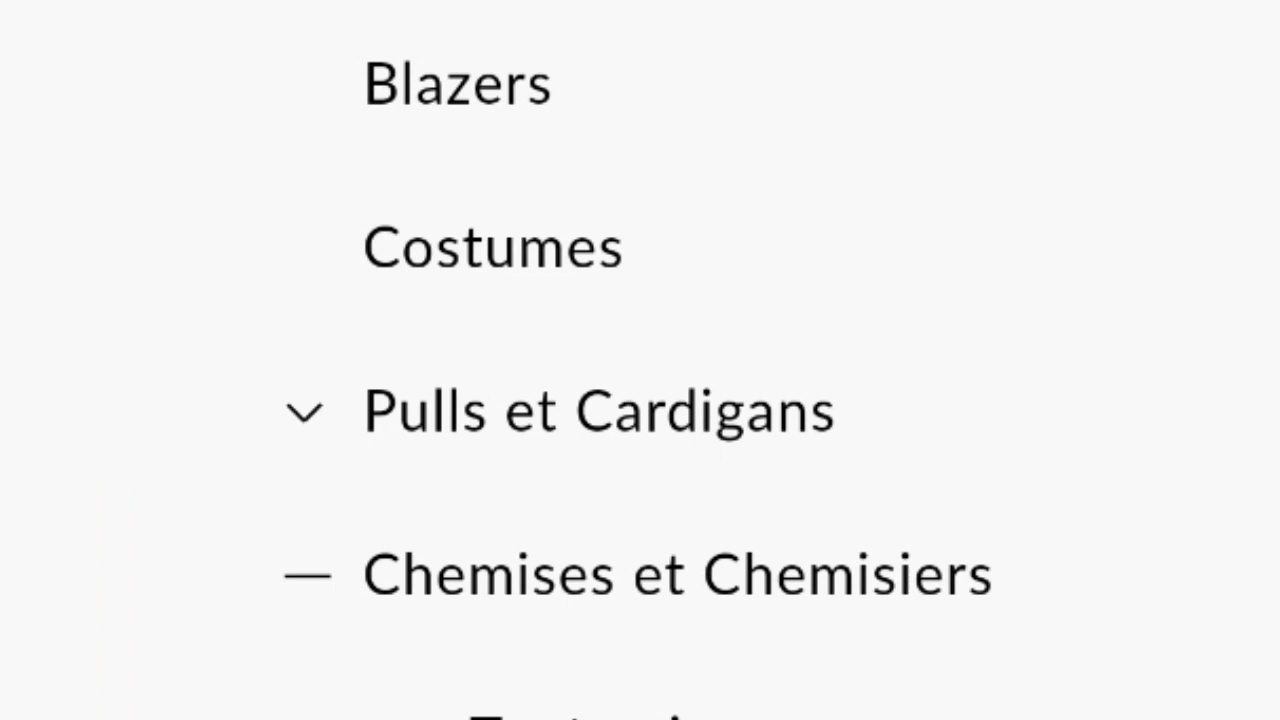 Blazers
Costumes
Pulls et Cardigans
Chemises et Chemisiers